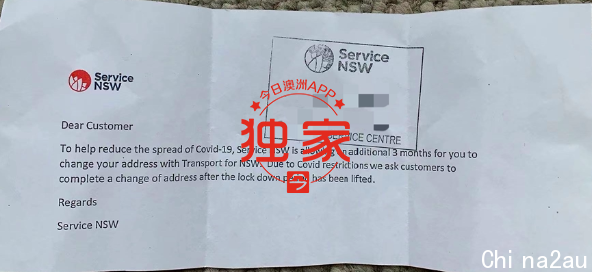 Service
NSW
Service
NSW
今日澳洲APP
独家
CENTRE
Dear Customer
To help reduce the spread of Covid-19, Service NSW is allowing an additional 3 months for you to
change your address with Transport for NSW. Due to Covid restrictions we ask customers to
complete a change of address after the lock down period has been lifted.
Regards
Service NSW
Chi na2au